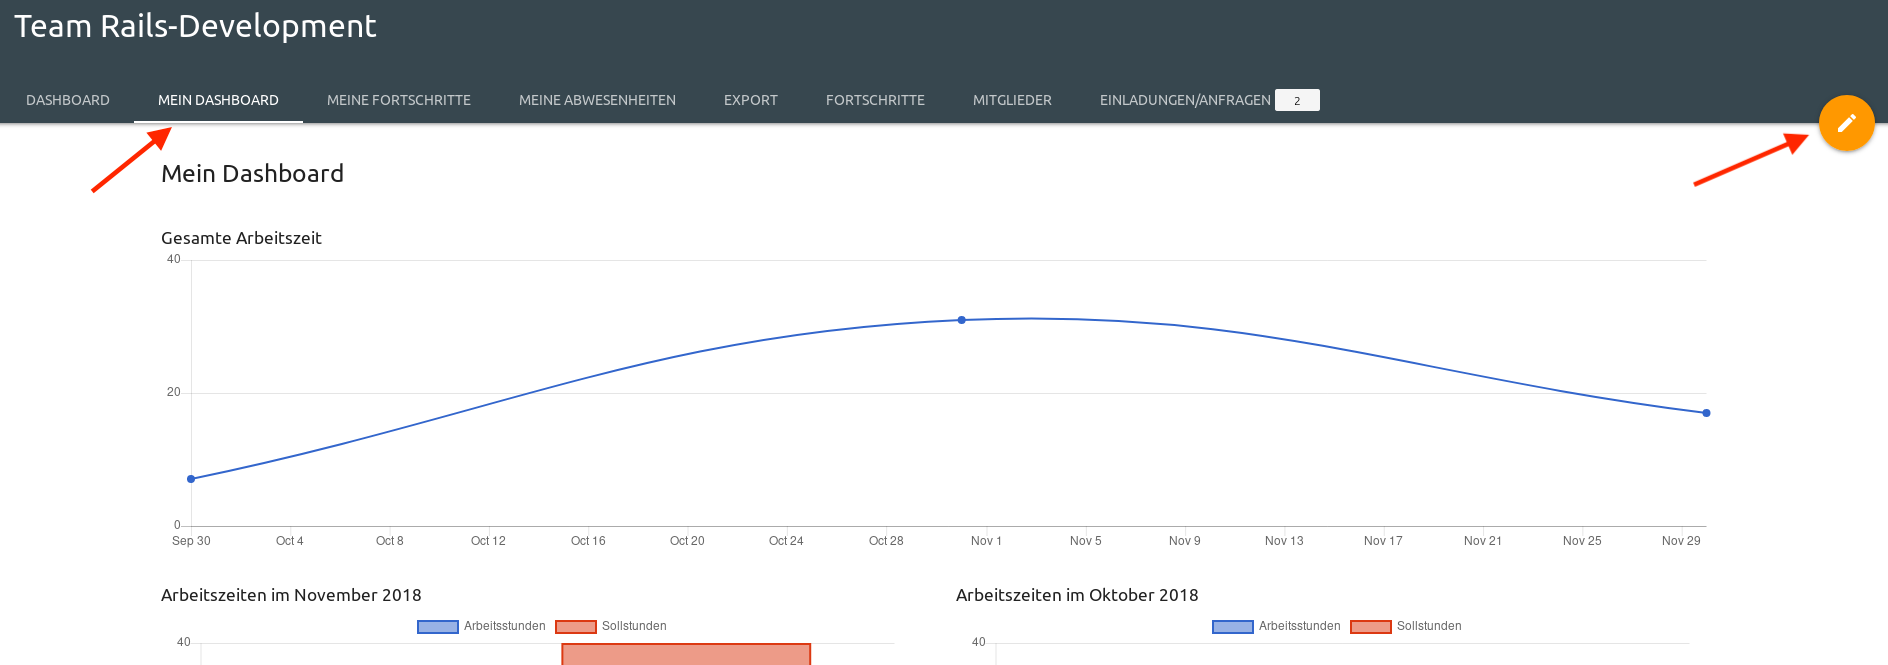 Team Rails-Development
DASHBOARD MEIN DASHBOARD MEINE FORTSCHRITTE MEINE ABWESENHEITEN EXPORT FORTSCHRITTE MITGLIEDER EINLADUNGEN/ANFRAGEN 2
Mein Dashboard
Gesamte Arbeitszeit
40
20
0
Sep 30 Oct 4 Oct 8 Oct 12 Oct 16 Oct 20 Oct 24 Oct 28 Nov 1 Nov 5 Nov 9 Nov 13 Nov 17 Nov 21 Nov 25 Nov 29
Arbeitszeiten im November 2018
Arbeitsstunden Sollstunden
40
Arbeitszeiten im Oktober 2018
Arbeitsstunden Sollstunden
40